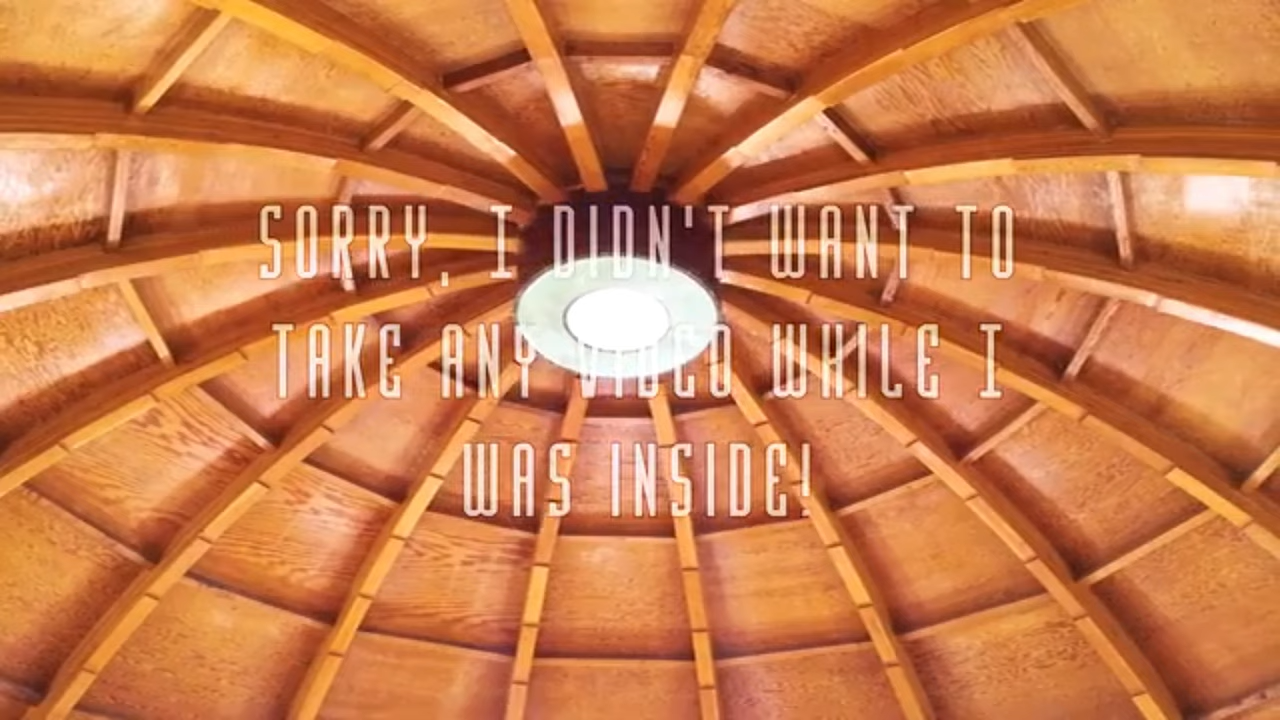 SORRY, I DIDN'T WANT TO
TAKE ANY VIDEO WHILE I
WAS INSIDE!